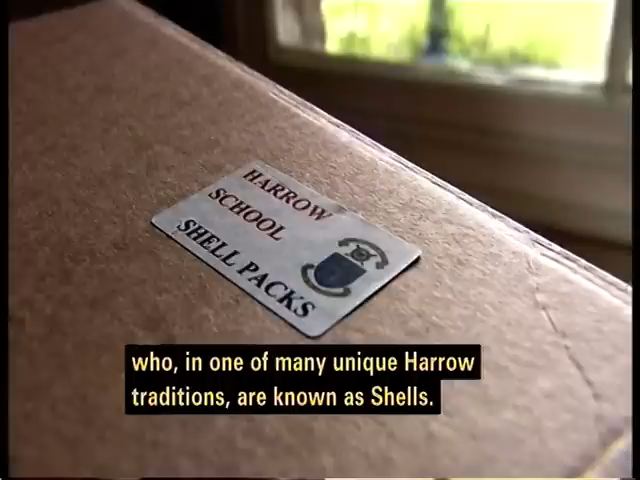 HARROW
SCHOOL
SHELL PACKS
who, in one of many unique Harrow
traditions, are known as Shells.